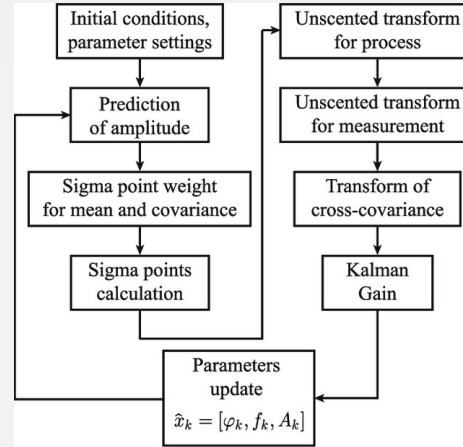 Initial conditions,
parameter settings
Prediction
of amplitude
Sigma point weight
for mean and covariance
Sigma points
calculation
Unscented transform
for process
Unscented transform
for measurement
Transform of
cross-covariance
Kalman
Gain
Parameters
update
x̂ₖ = [φₖ, fₖ, Aₖ]